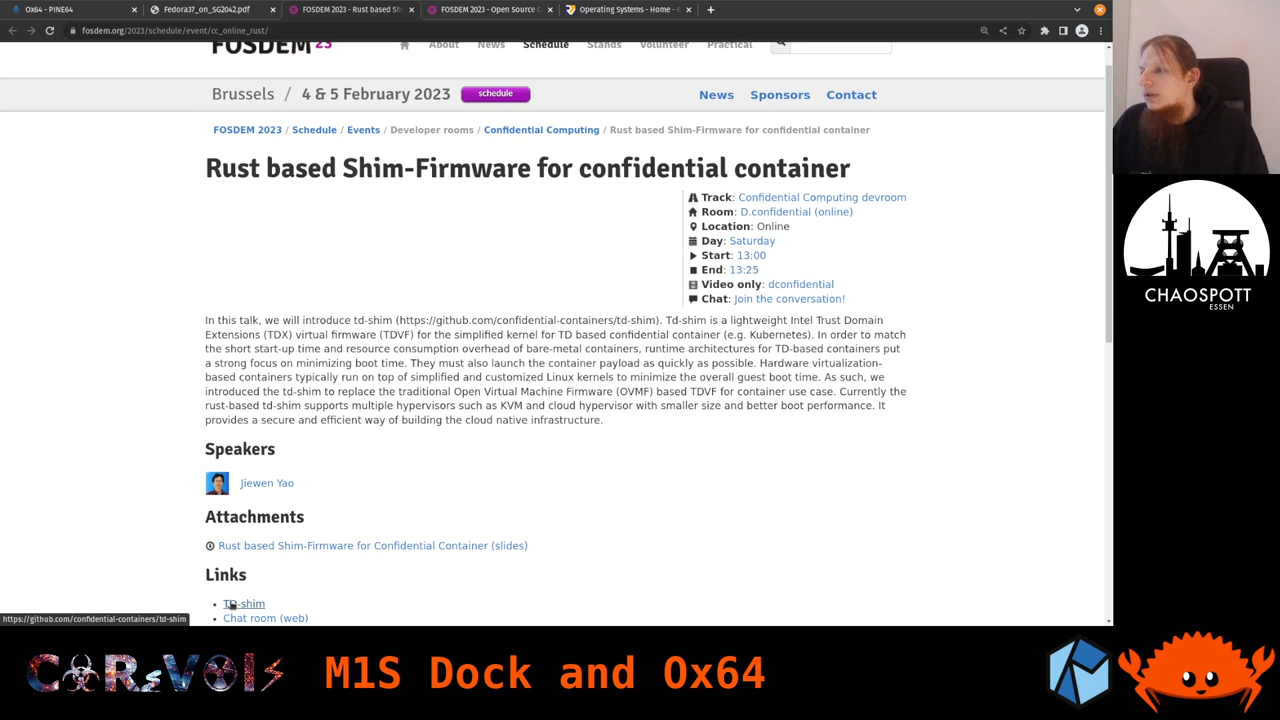 Ox64 - PINE64
Fedora37_on_SG2042.pdf
FOSDEM 2023 - Rust based Sh
FOSDEM 2023 - Open Source
Operating Systems - Home - R
fosdem.org/2023/schedule/event/cc_online_rust/
FOSDEM 23
About
News
Schedule
Stands
Volunteer
Practical
Brussels / 4 & 5 February 2023
schedule
News
Sponsors
Contact
FOSDEM 2023 / Schedule / Events / Developer rooms / Confidential Computing / Rust based Shim-Firmware for confidential container
Rust based Shim-Firmware for confidential container
Track: Confidential Computing devroom
Room: D.confidential (online)
Location: Online
Day: Saturday
Start: 13:00
End: 13:25
Video only: dconfidential
Chat: Join the conversation!
In this talk, we will introduce td-shim (https://github.com/confidential-containers/td-shim). Td-shim is a lightweight Intel Trust Domain
Extensions (TDX) virtual firmware (TDVF) for the simplified kernel for TD based confidential container (e.g. Kubernetes). In order to match
the short start-up time and resource consumption overhead of bare-metal containers, runtime architectures for TD-based containers put
a strong focus on minimizing boot time. They must also launch the container payload as quickly as possible. Hardware virtualization-
based containers typically run on top of simplified and customized Linux kernels to minimize the overall guest boot time. As such, we
introduced the td-shim to replace the traditional Open Virtual Machine Firmware (OVMF) based TDVF for container use case. Currently the
rust-based td-shim supports multiple hypervisors such as KVM and cloud hypervisor with smaller size and better boot performance. It
provides a secure and efficient way of building the cloud native infrastructure.
Speakers
Jiewen Yao
Attachments
Rust based Shim-Firmware for Confidential Container (slides)
Links
TD-shim
Chat room (web)
https://github.com/confidential-containers/td-shim
CHAOSPOTT
ESSEN
M1S Dock and Ox64